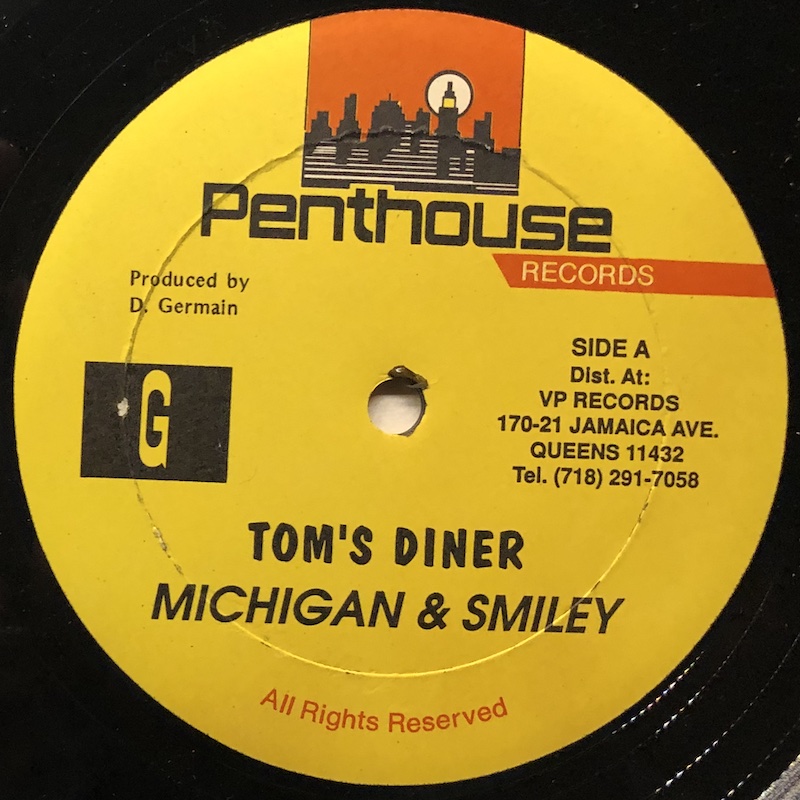 Penthouse
RECORDS
Produced by
D. Germain
G
SIDE A
Dist. At:
VP RECORDS
170-21 JAMAICA AVE.
QUEENS 11432
Tel. (718) 291-7058
TOM'S DINER
MICHIGAN & SMILEY
All Rights Reserved